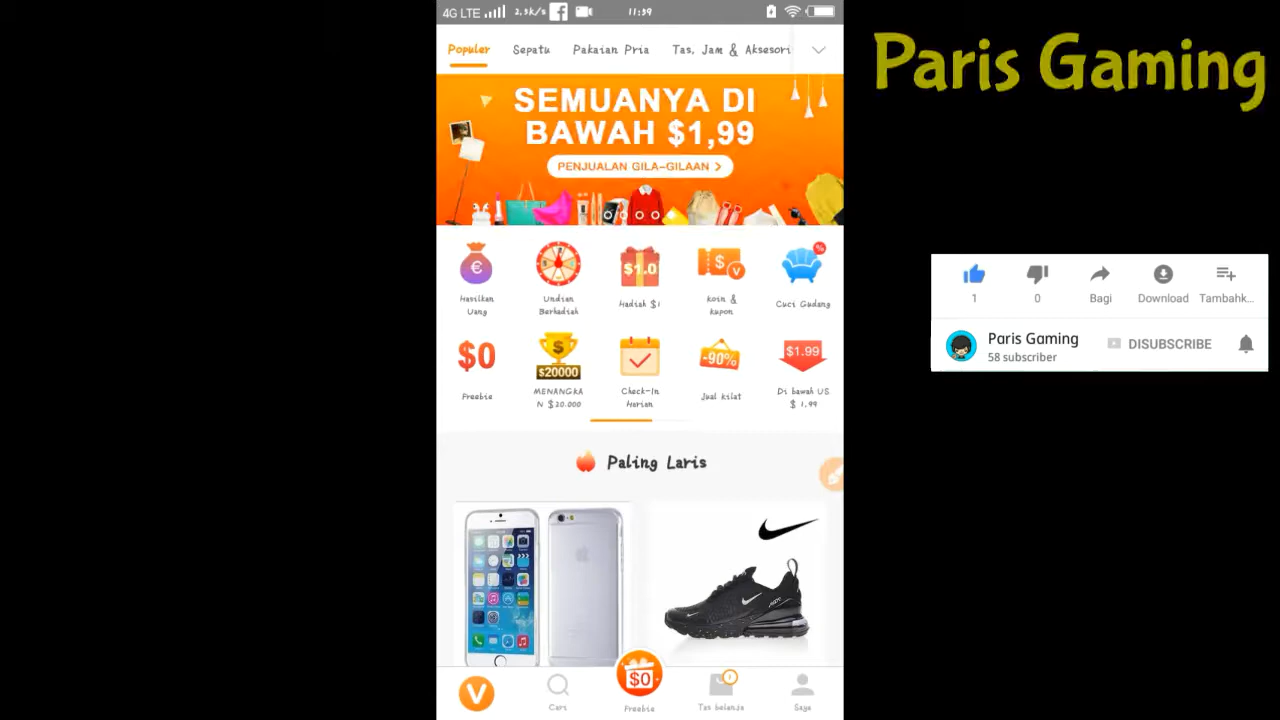 4G LTE 2,3k/s 11:39
Paris Gaming
Populer Sepatu Pakaian Pria Tas, Jam & Aksesori
SEMUANYA DI
BAWAH $1,99
PENJUALAN GILA-GILAAN >
€
$1.0
$
V
%
Hasilkan
Uang
Undian
Berhadiah
Hadiah $1
koin &
kupon
Cuci Gudang
$0
$
$20000
-90%
$1.99
Freebie
MENANGKA
N $20.000
Check-In
Harian
Jual kilat
Di bawah US
$ 1.99
Paling Laris
1
0
Bagi
Download
Tambahk...
Paris Gaming
58 subscriber
DISUBSCRIBE
V
Cari
$0
Freebie
1
Tas belanja
Saya